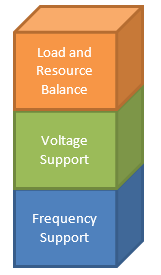 Load and
Resource
Balance
Voltage
Support
Frequency
Support